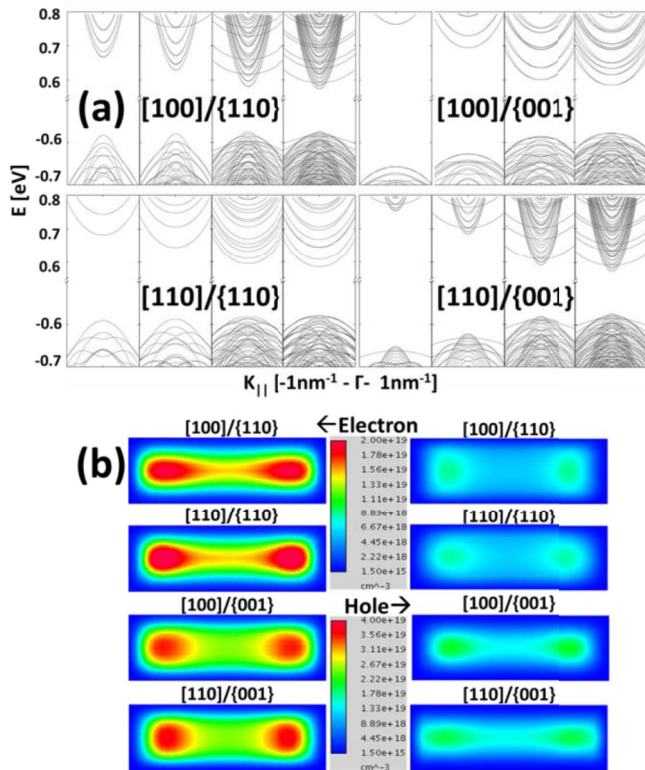 0.8
0.6
(a)
[100]/{110}
[100]/{001}
-0.6
-0.7
E [eV]
0.8
0.6
[110]/{110}
[110]/{001}
-0.6
-0.7
K|| [-1nm-1 - Γ- 1nm-1]
←Electron
(b)
[100]/{110}
2.00e+19
1.78e+19
1.56e+19
1.33e+19
1.11e+19
8.89e+18
6.67e+18
4.45e+18
2.22e+18
1.50e+15
cm^-3
[100]/{110}
[110]/{110}
[110]/{110}
Hole→
[100]/{001}
4.00e+19
3.56e+19
3.11e+19
2.67e+19
2.22e+19
1.78e+19
1.33e+19
8.89e+18
4.45e+18
1.50e+15
cm^-3
[100]/{001}
[110]/{001}
[110]/{001}